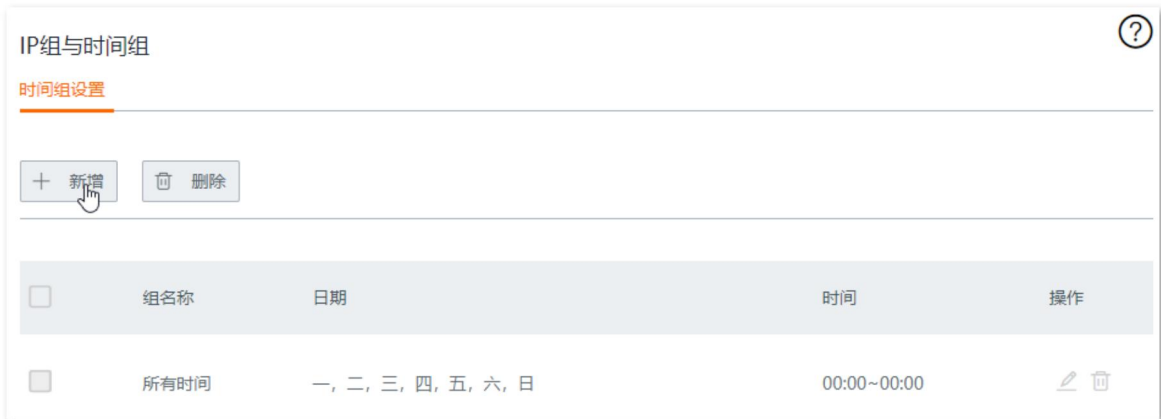 IP组与时间组
?
时间组设置
新增 删除
组名称 日期 时间 操作
所有时间 一, 二, 三, 四, 五, 六, 日 00:00~00:00